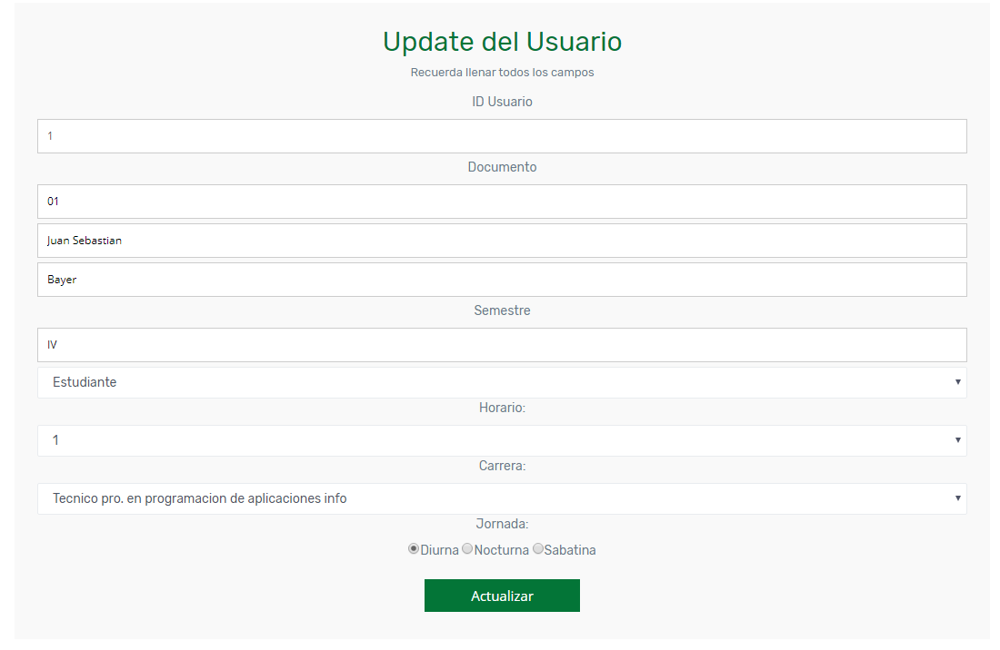 Update del Usuario
Recuerda llenar todos los campos
ID Usuario
1
Documento
01
Juan Sebastian
Bayer
Semestre
IV
Estudiante
Horario:
1
Carrera:
Tecnico pro. en programacion de aplicaciones info
Jornada:
Diurna Nocturna Sabatina
Actualizar